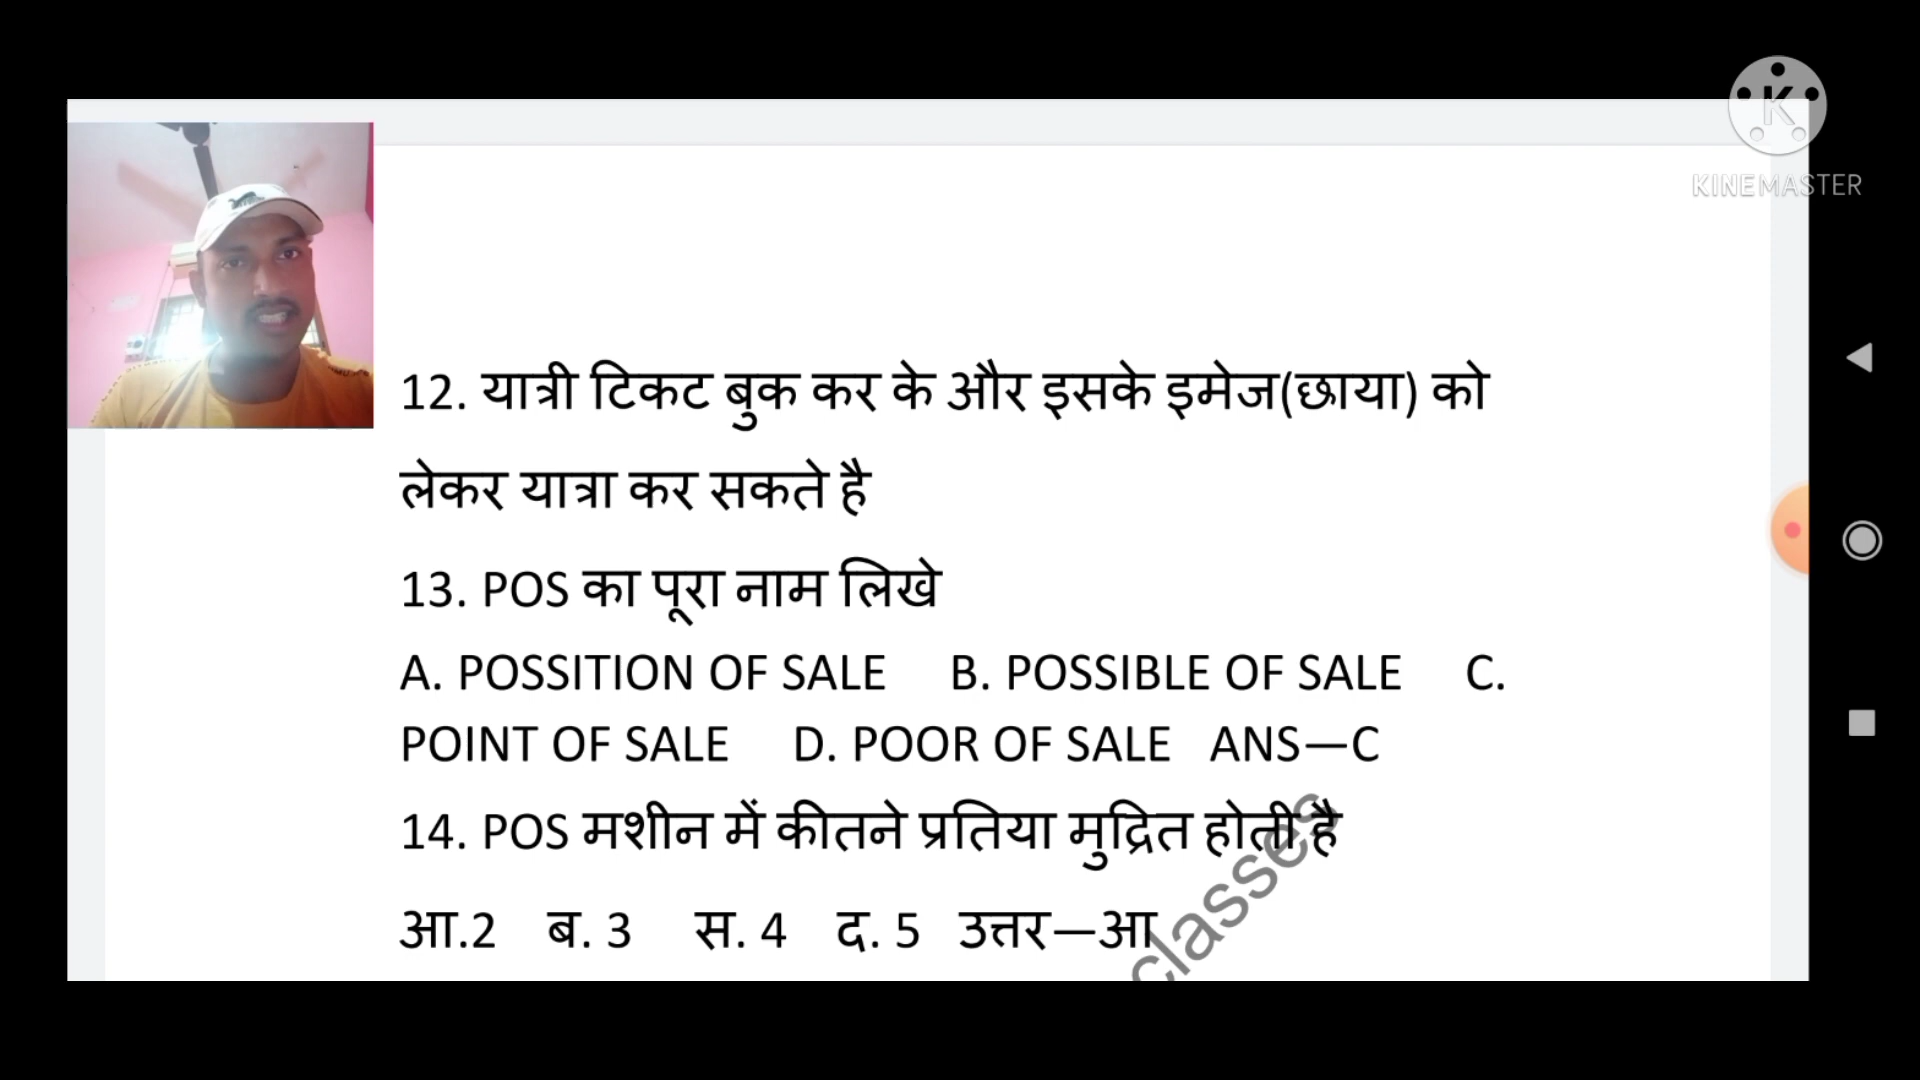 K
KINEMASTER
12. यात्री टिकट बुक कर के और इसके इमेज(छाया) को
लेकर यात्रा कर सकते है
13. POS का पूरा नाम लिखे
A. POSSITION OF SALE B. POSSIBLE OF SALE C.
POINT OF SALE D. POOR OF SALE ANS—C
14. POS मशीन में कीतने प्रतिया मुद्रित होती है
आ.2 ब. 3 स. 4 द. 5 उत्तर—आ
classes